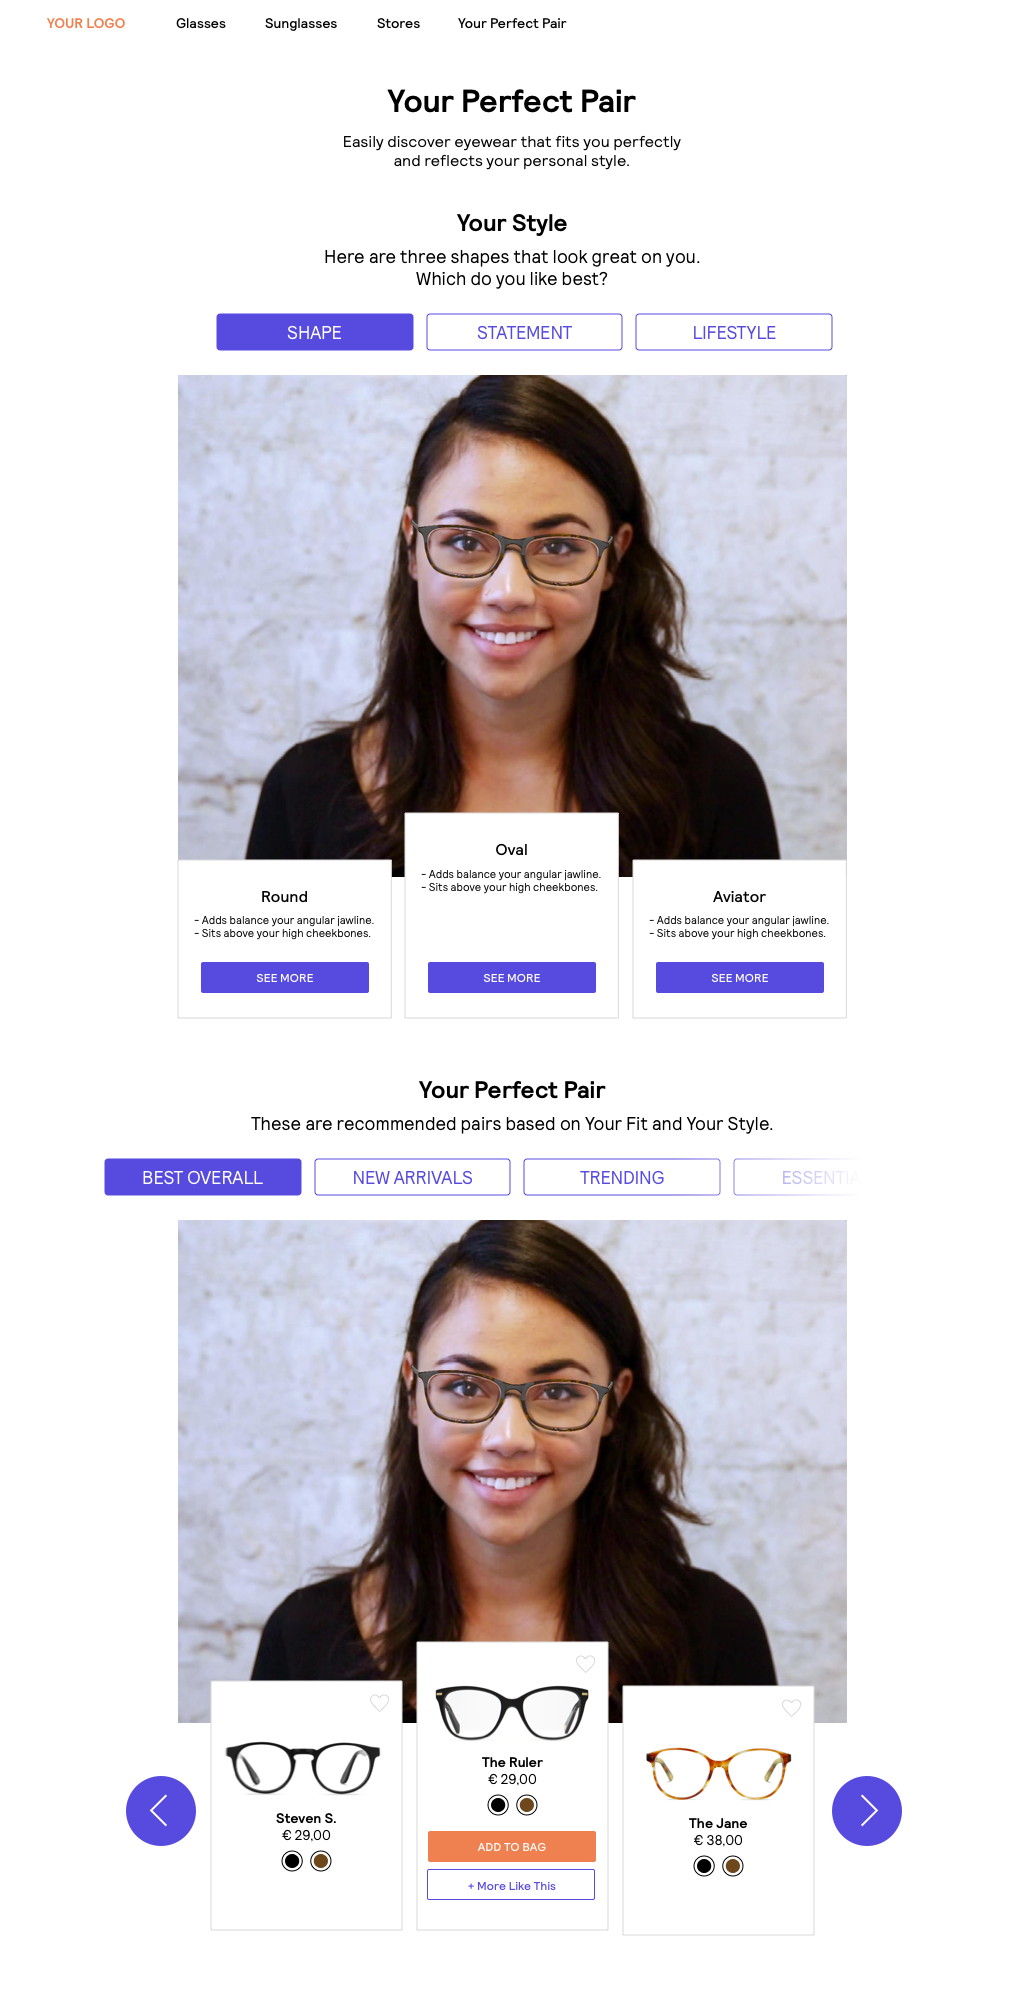 YOUR LOGO Glasses Sunglasses Stores Your Perfect Pair
Your Perfect Pair
Easily discover eyewear that fits you perfectly
and reflects your personal style.
Your Style
Here are three shapes that look great on you.
Which do you like best?
SHAPE STATEMENT LIFESTYLE
Round
- Adds balance your angular jawline.
- Sits above your high cheekbones.
SEE MORE
Oval
- Adds balance your angular jawline.
- Sits above your high cheekbones.
SEE MORE
Aviator
- Adds balance your angular jawline.
- Sits above your high cheekbones.
SEE MORE
Your Perfect Pair
These are recommended pairs based on Your Fit and Your Style.
BEST OVERALL NEW ARRIVALS TRENDING ESSENTIA
Steven S.
€ 29,00
The Ruler
€ 29,00
ADD TO BAG
+ More Like This
The Jane
€ 38,00